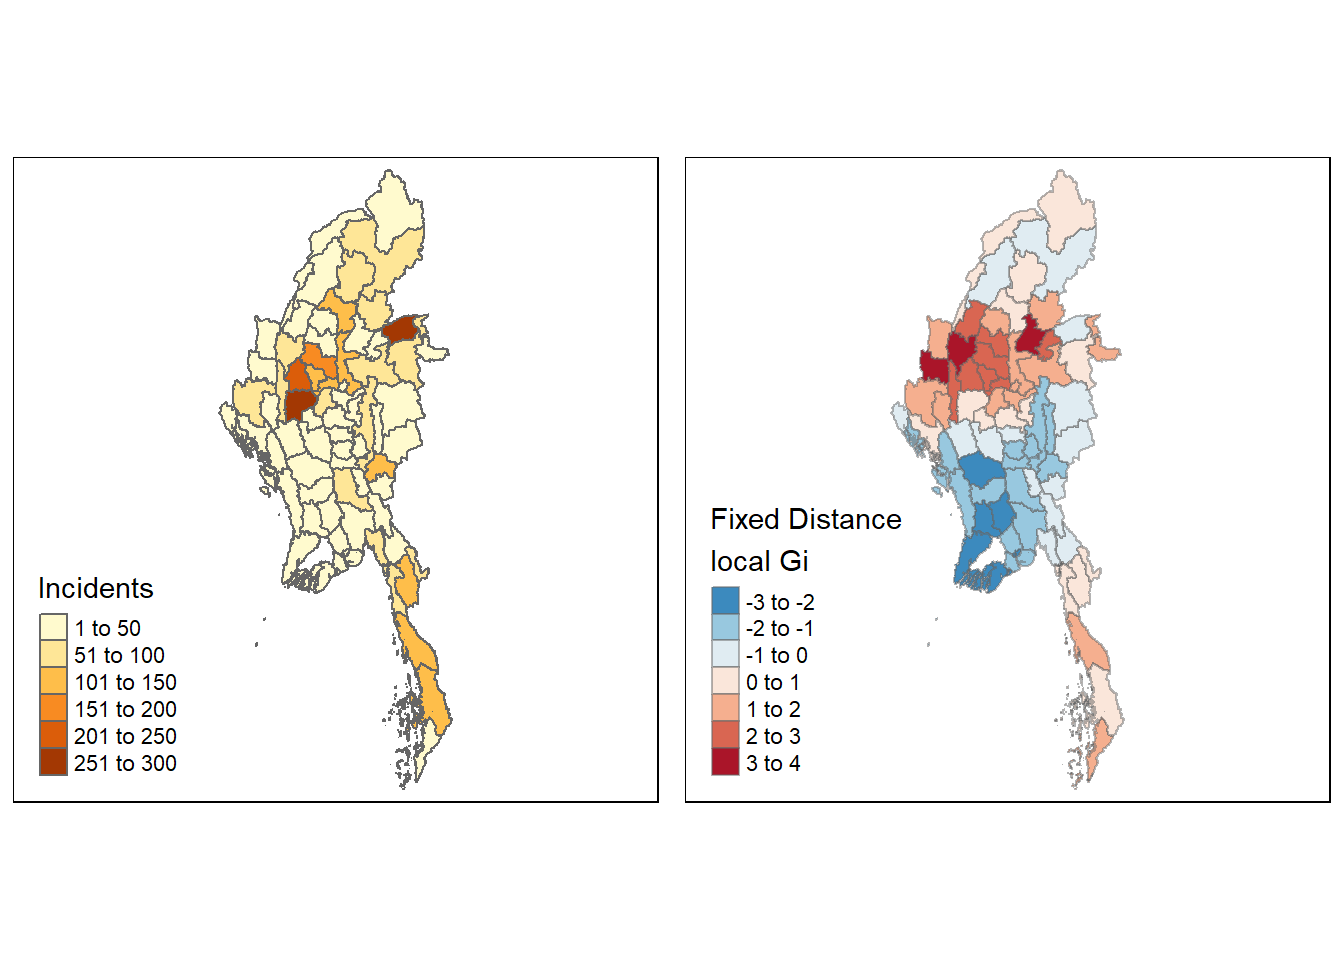 Incidents
1 to 50
51 to 100
101 to 150
151 to 200
201 to 250
251 to 300
Fixed Distance
local Gi
-3 to -2
-2 to -1
-1 to 0
0 to 1
1 to 2
2 to 3
3 to 4